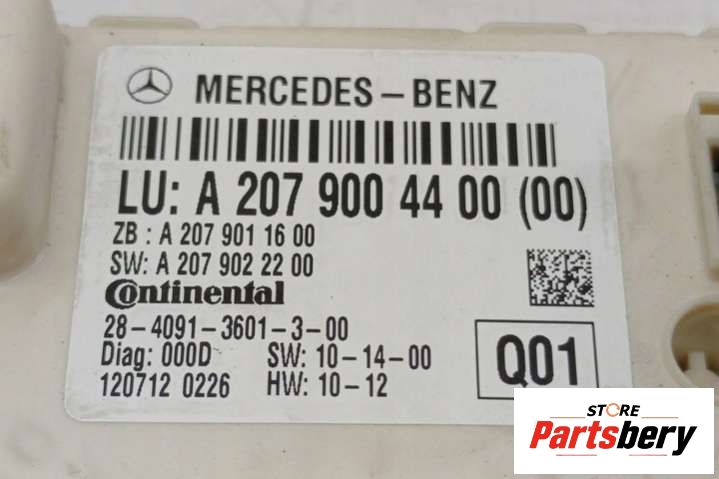 MERCEDES-BENZ
LU: A 207 900 44 00 (00)
ZB : A 207 901 16 00
SW: A 207 902 22 00
Continental
28-4091-3601-3-00
Diag: 000D SW: 10-14-00
120712 0226 HW: 10-12
Q01
STORE
Partsbery